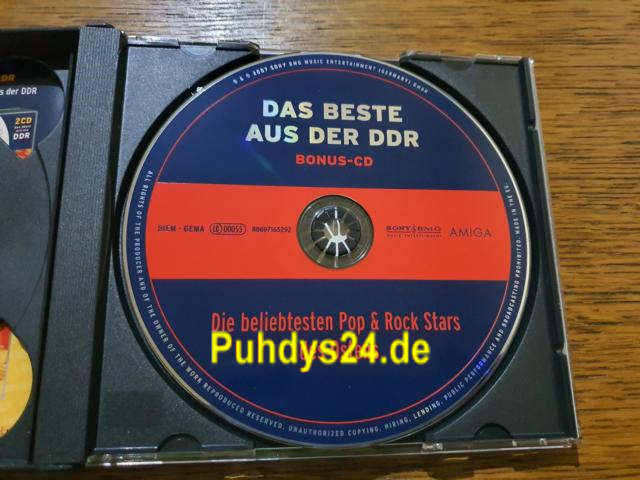 DDR
s der DDR
2CD
DDR
℗ & © 2007 SONY BMG MUSIC ENTERTAINMENT (GERMANY) GmbH
DAS BESTE
AUS DER DDR
BONUS-CD
BIEM · GEMA
LC 00055
88697165292
SONY BMG
MUSIC ENTERTAINMENT
AMIGA
Die beliebtesten Pop & Rock Stars
Puhdys24.de
ALL RIGHTS OF THE PRODUCER AND OF THE OWNER OF THE WORK REPRODUCED RESERVED. UNAUTHORIZED COPYING, HIRING, LENDING, PUBLIC PERFORMANCE AND BROADCASTING PROHIBITED. MADE IN THE EU.